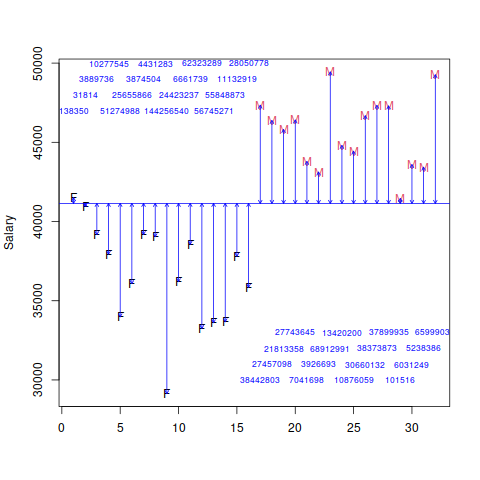 50000
10277545 4431283 62323289 28050778
3889736 3874504 6661739 11132919
31814 25655866 24423237 55848873
138350 51274988 144256540 56745271
M M M M M M M M M M M M M M M M
45000
Salary
40000
F F F F F F F F F F F F F F F F
35000
27743645 13420200 37899935 6599903
21813358 68912991 38373873 5238386
27457098 3926693 30660132 6031249
38442803 7041698 10876059 101516
30000
0 5 10 15 20 25 30